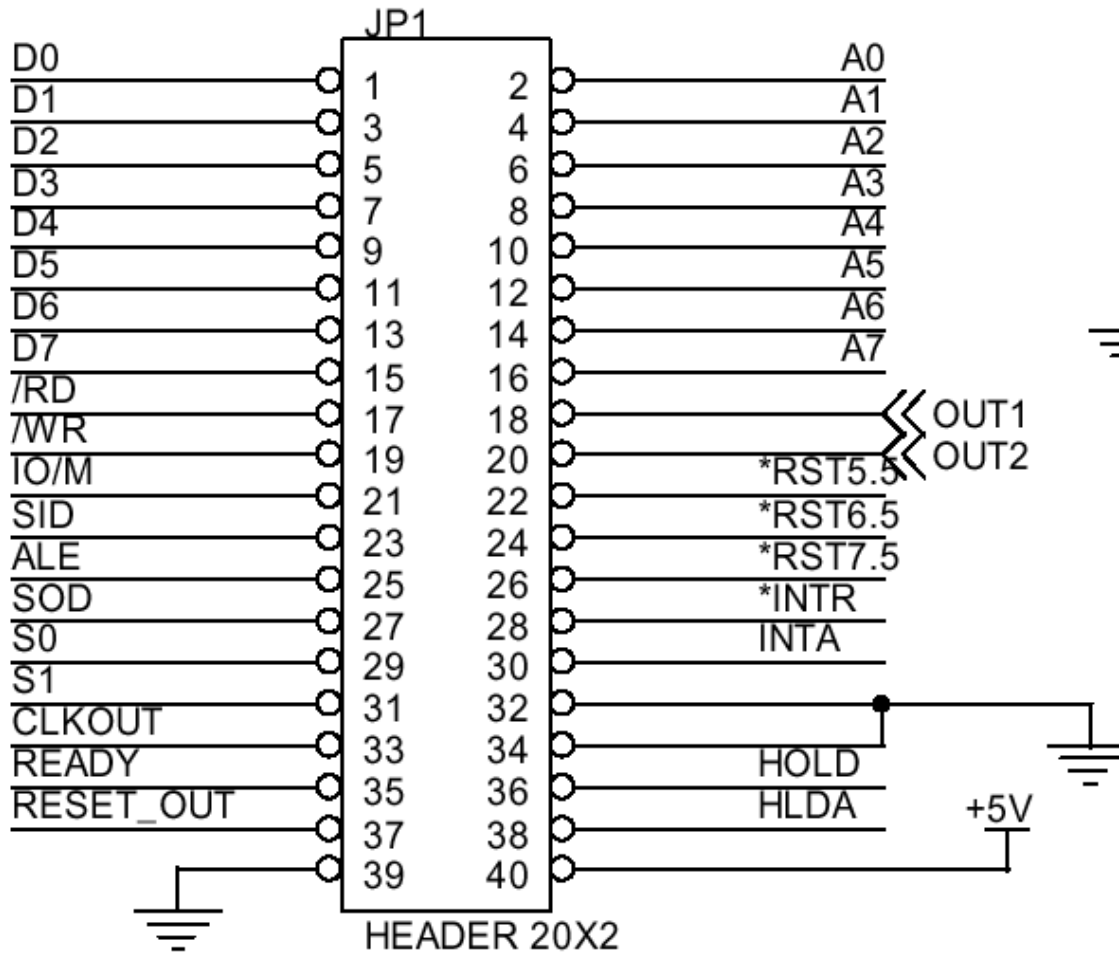 JP1
D0 1 2 A0
D1 3 4 A1
D2 5 6 A2
D3 7 8 A3
D4 9 10 A4
D5 11 12 A5
D6 13 14 A6
D7 15 16 A7
/RD 17 18 OUT1
/WR 19 20 OUT2
IO/M 21 22 *RST5.5
SID 23 24 *RST6.5
ALE 25 26 *RST7.5
SOD 27 28 *INTR
S0 29 30 INTA
S1 31 32
CLKOUT 33 34
READY 35 36 HOLD
RESET_OUT 37 38 HLDA
39 40 +5V
HEADER 20X2